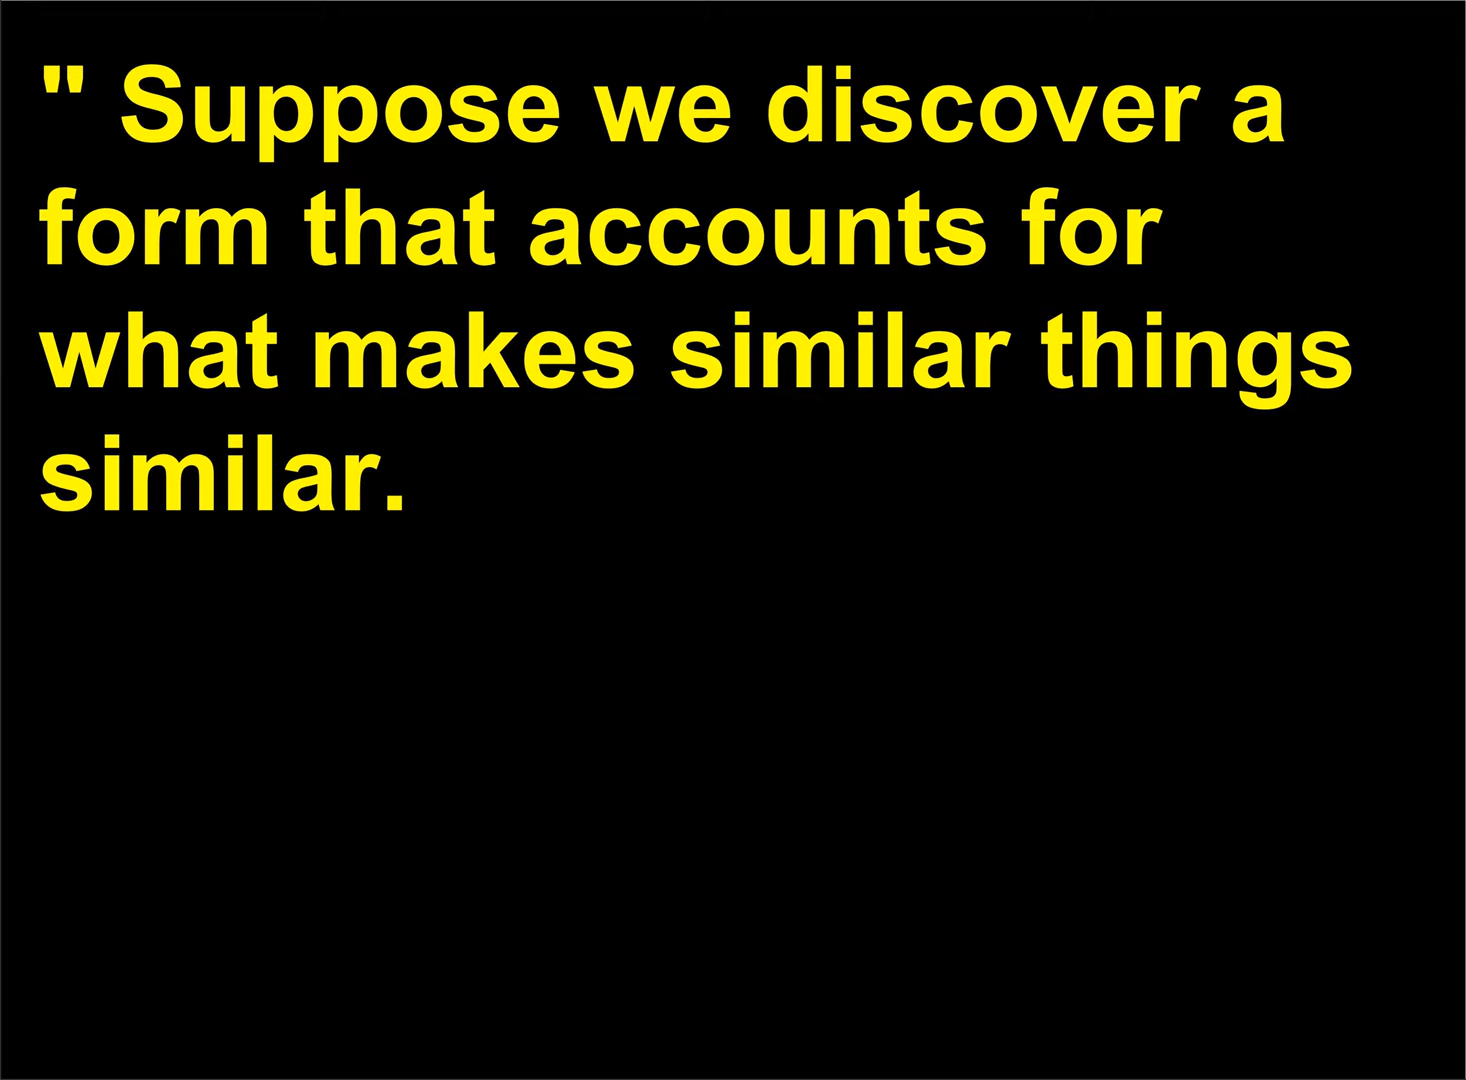 " Suppose we discover a
form that accounts for
what makes similar things
similar.